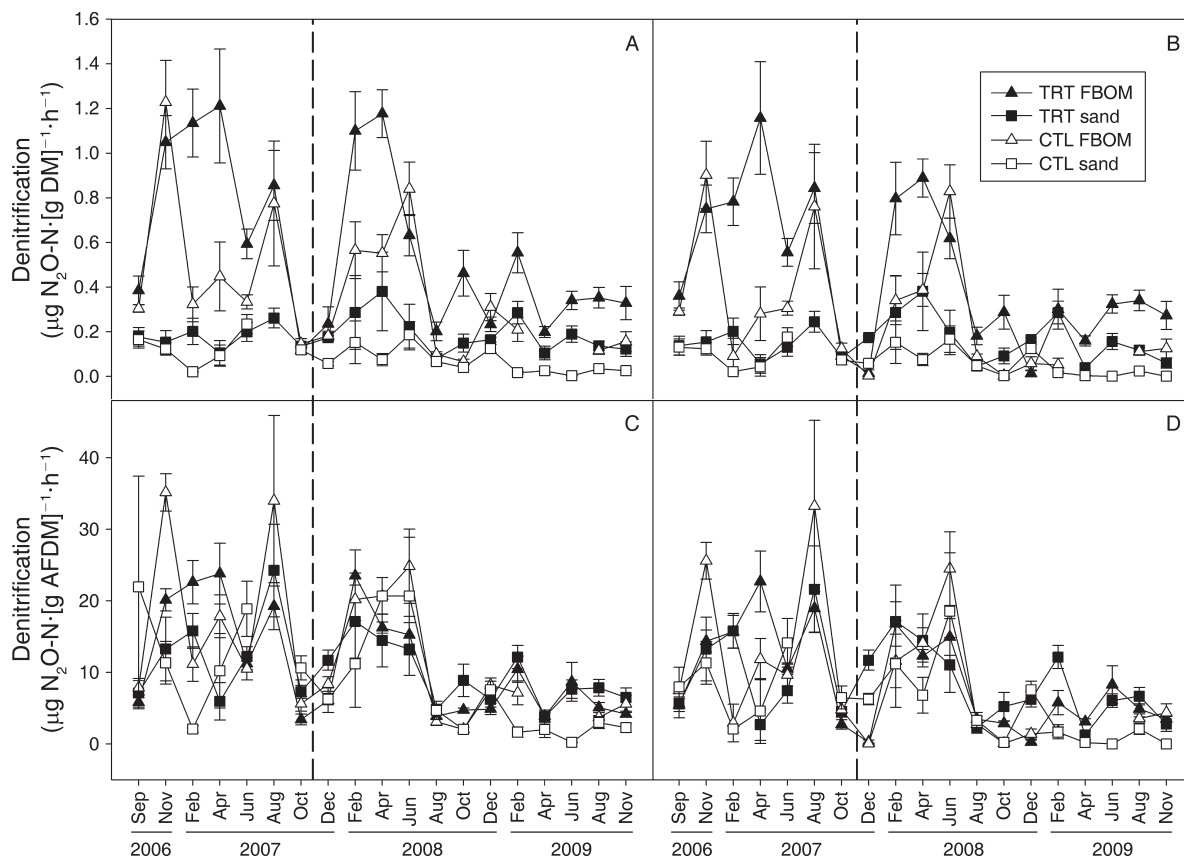 A
B
1.6
1.4
1.2
1.0
0.8
0.6
0.4
0.2
0.0
Denitrification
(μg N₂O-N·[g DM]⁻¹·h⁻¹)
TRT FBOM
TRT sand
CTL FBOM
CTL sand
C
D
40
30
20
10
0
Denitrification
(μg N₂O-N·[g AFDM]⁻¹·h⁻¹)
Sep Nov Feb Apr Jun Aug Oct Dec Feb Apr Jun Aug Oct Dec Feb Apr Jun Aug Nov
Sep Nov Feb Apr Jun Aug Oct Dec Feb Apr Jun Aug Oct Dec Feb Apr Jun Aug Nov
2006 2007 2008 2009
2006 2007 2008 2009